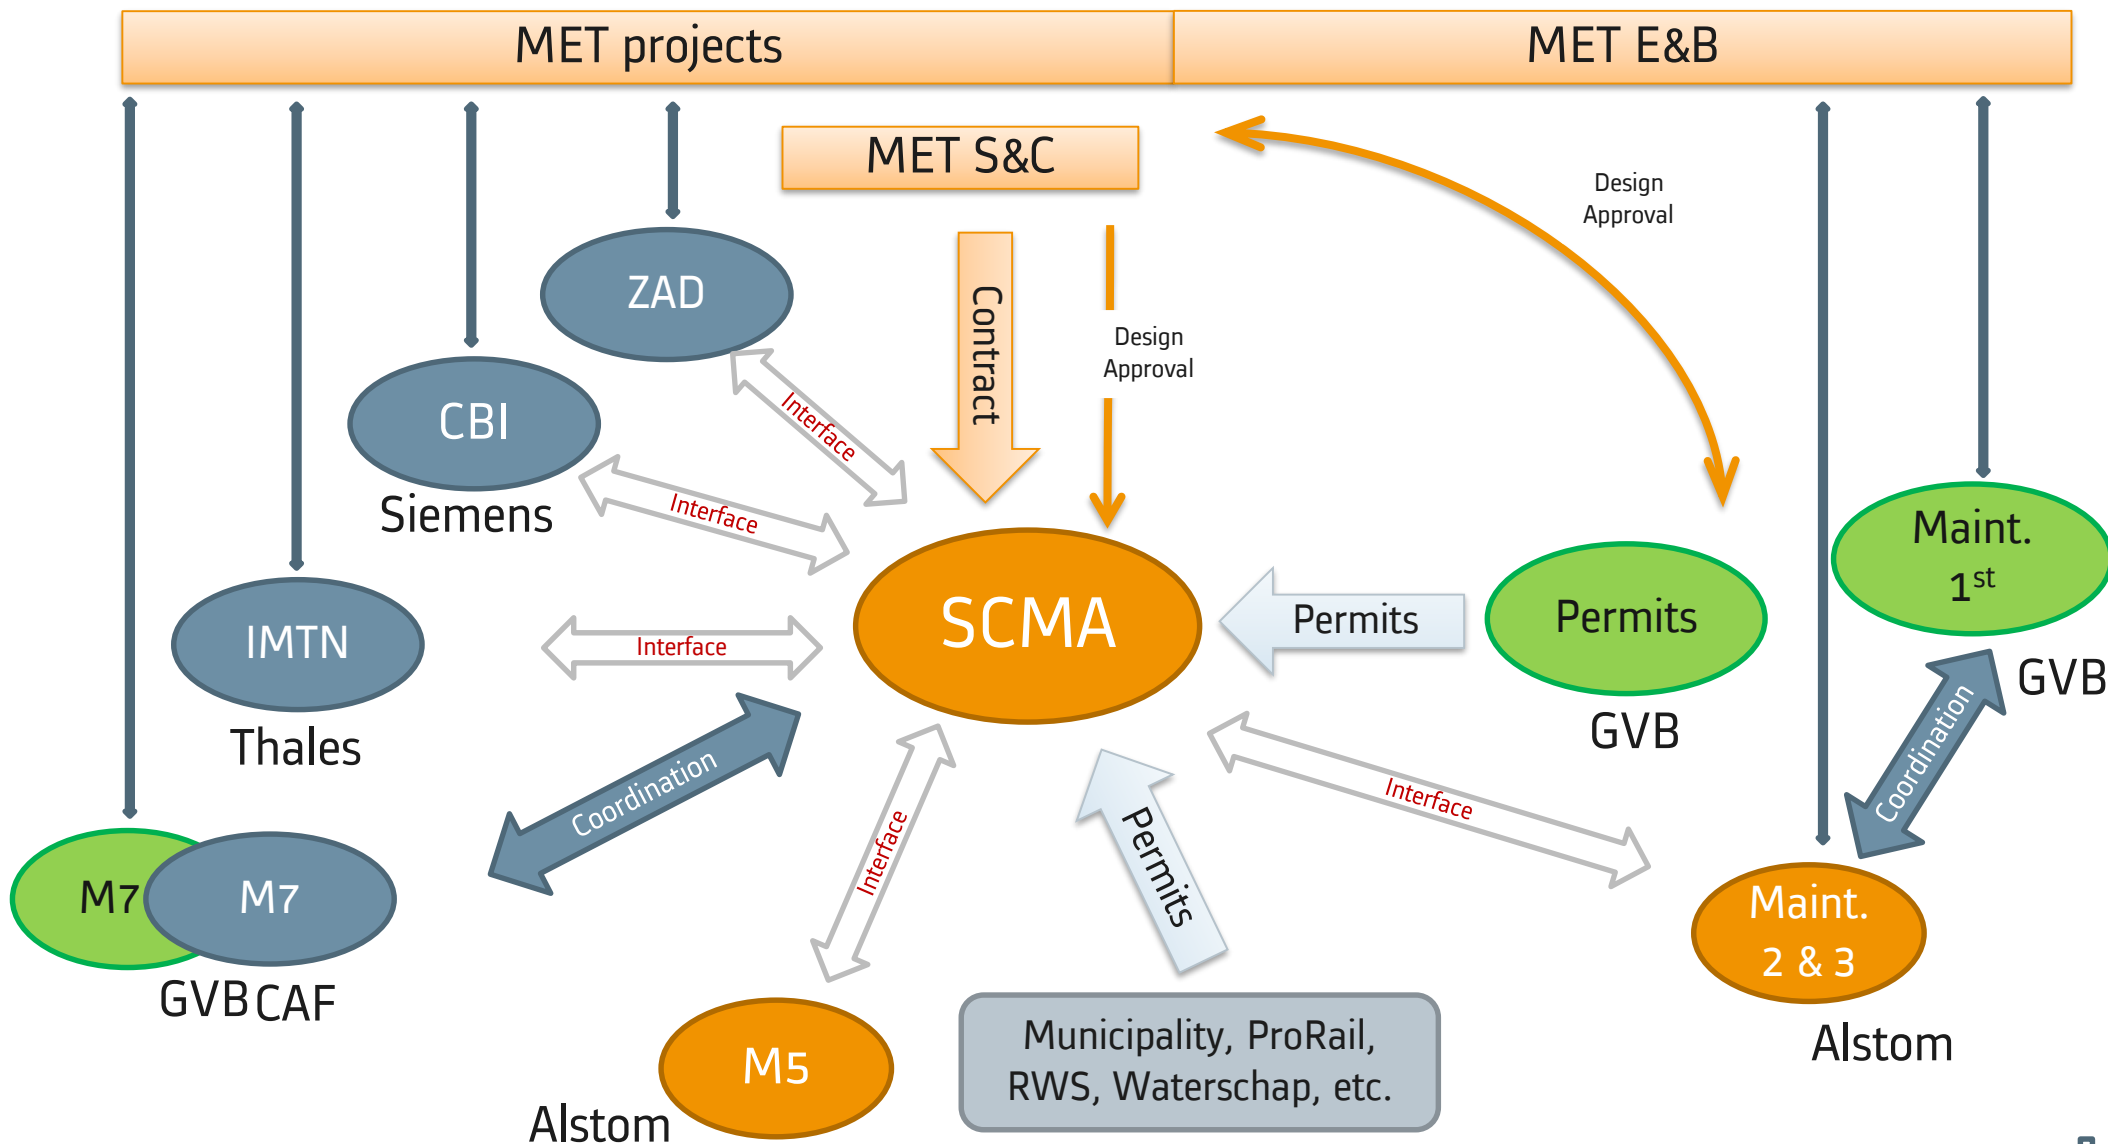 MET projects
MET E&B
MET S&C
Design
Approval
ZAD
Contract
Design
Approval
Interface
CBI
Siemens
Interface
Maint.
1st
SCMA
Permits
Permits
IMTN
Interface
GVB
GVB
Thales
Coordination
Coordination
Interface
Interface
Permits
M7
M7
GVB CAF
Maint.
2 & 3
Alstom
M5
Alstom
Municipality, ProRail,
RWS, Waterschap, etc.